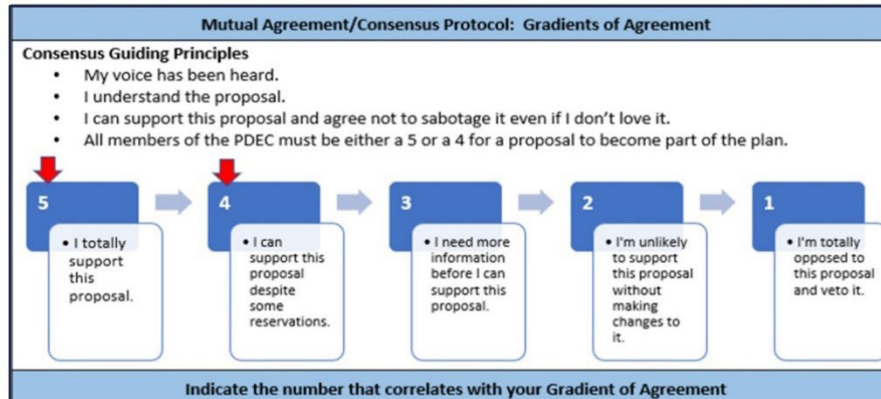 Mutual Agreement/Consensus Protocol: Gradients of Agreement
Consensus Guiding Principles
• My voice has been heard.
• I understand the proposal.
• I can support this proposal and agree not to sabotage it even if I don't love it.
• All members of the PDEC must be either a 5 or a 4 for a proposal to become part of the plan.
5
• I totally
support
this
proposal.
4
• I can
support this
proposal
despite
some
reservations.
3
• I need more
information
before I can
support this
proposal.
2
• I'm unlikely
to support
this proposal
without
making
changes to
it.
1
• I'm totally
opposed to
this proposal
and veto it.
Indicate the number that correlates with your Gradient of Agreement